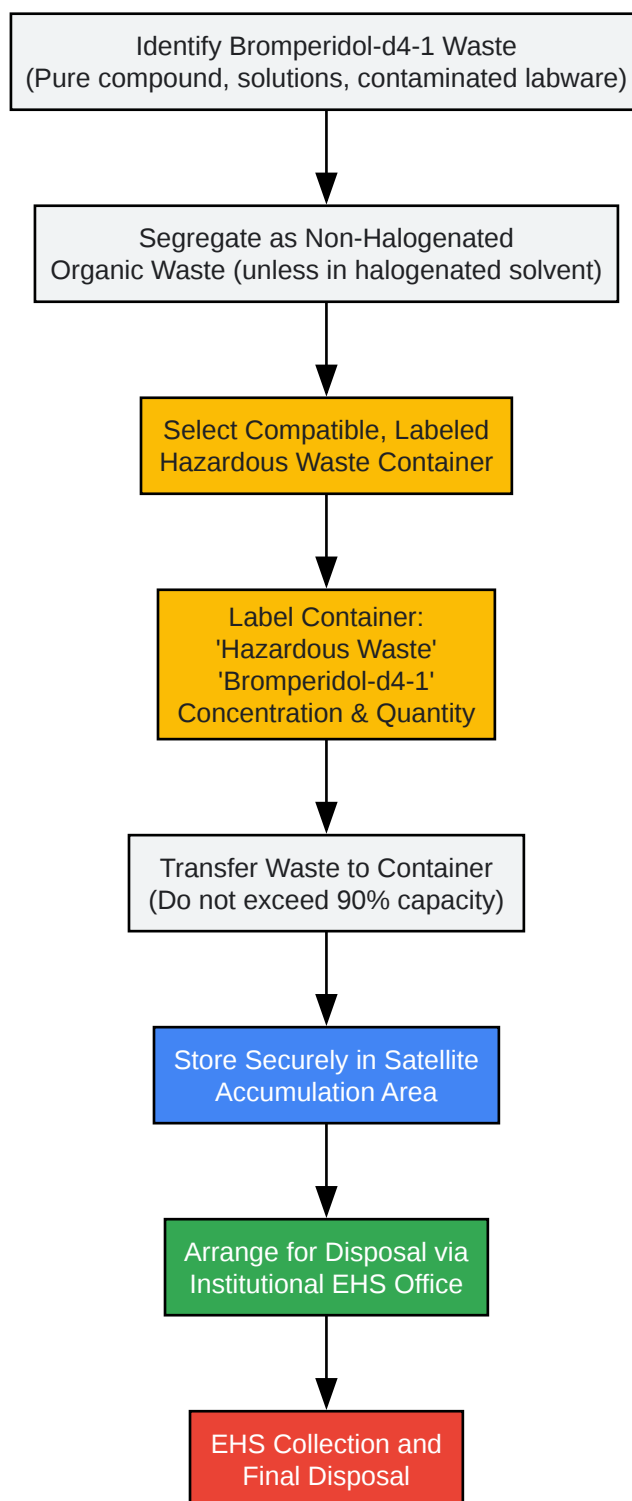 Identify Bromperidol-d4-1 Waste
(Pure compound, solutions, contaminated labware)
Segregate as Non-Halogenated
Organic Waste (unless in halogenated solvent)
Select Compatible, Labeled
Hazardous Waste Container
Label Container:
'Hazardous Waste'
'Bromperidol-d4-1'
Concentration & Quantity
Transfer Waste to Container
(Do not exceed 90% capacity)
Store Securely in Satellite
Accumulation Area
Arrange for Disposal via
Institutional EHS Office
EHS Collection and
Final Disposal